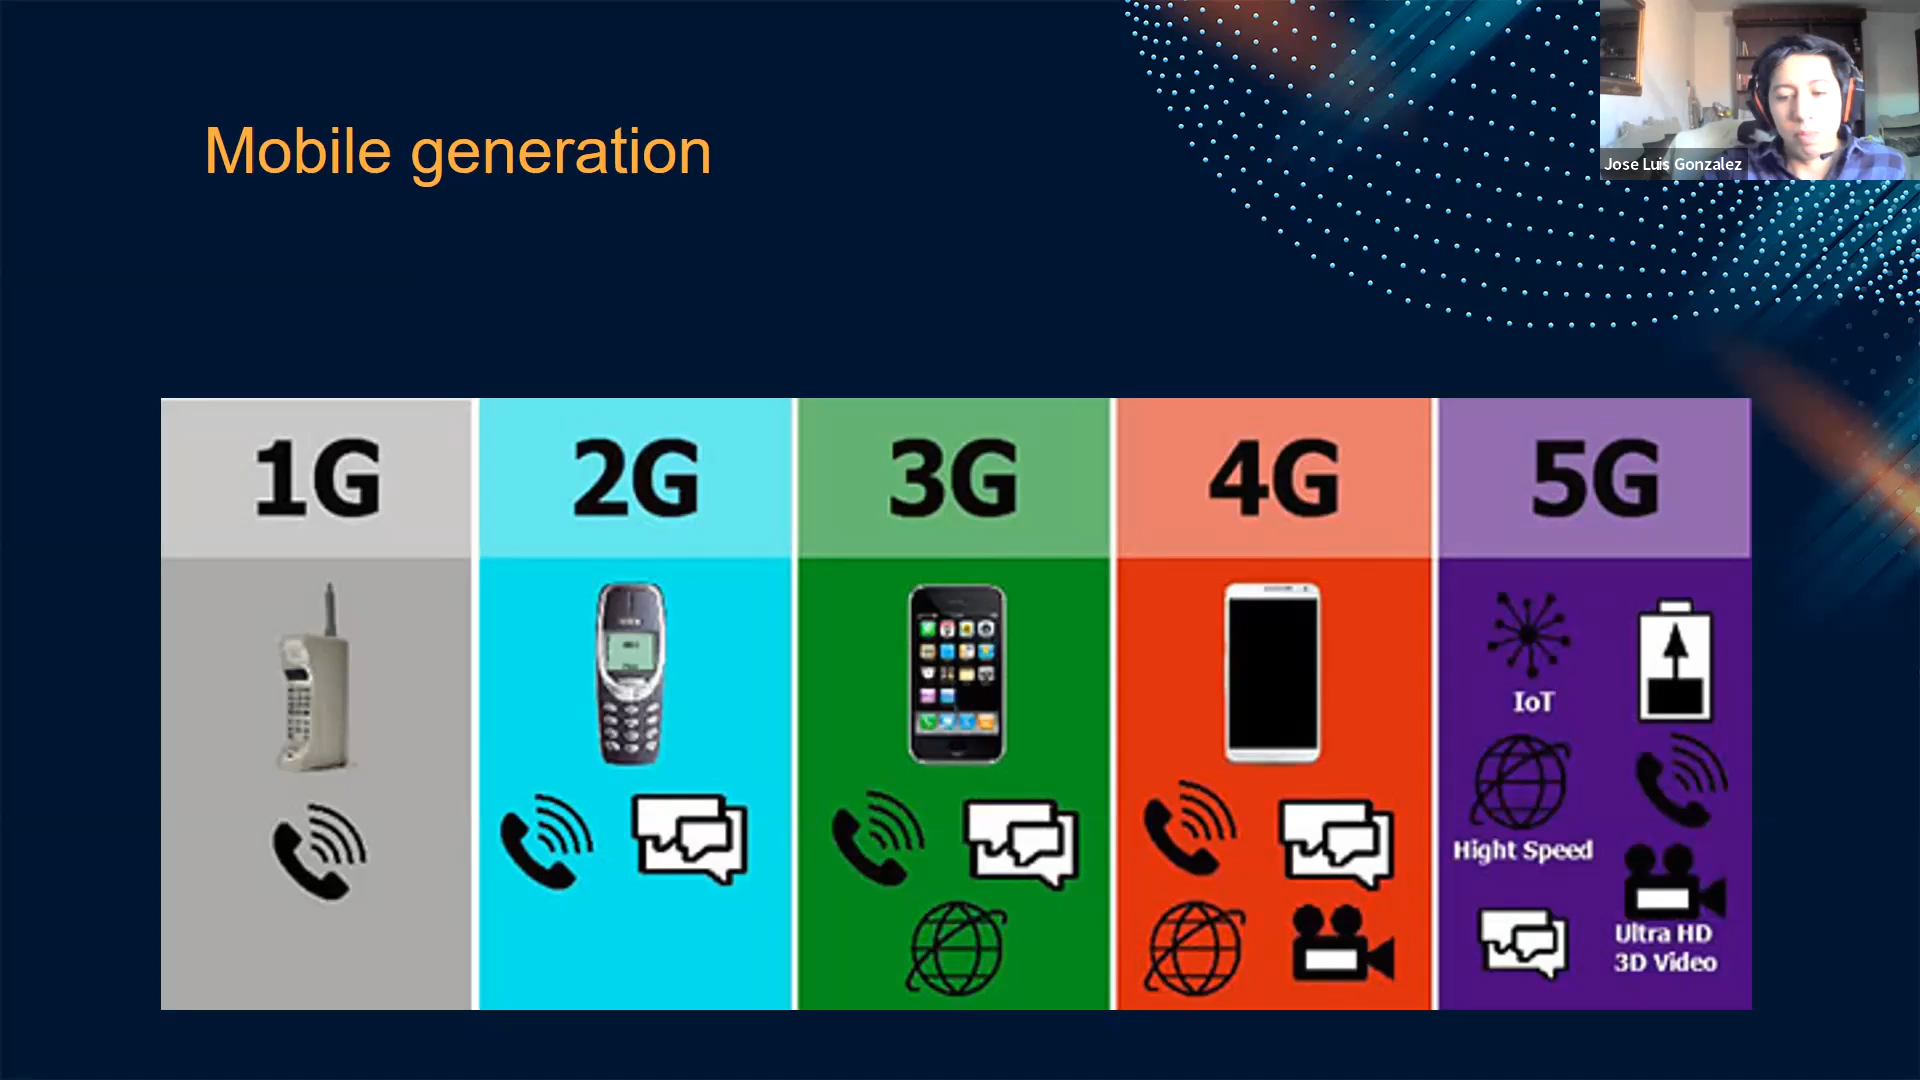 Mobile generation
Jose Luis Gonzalez
1G
2G
3G
4G
5G
IoT
Hight Speed
Ultra HD
3D Video